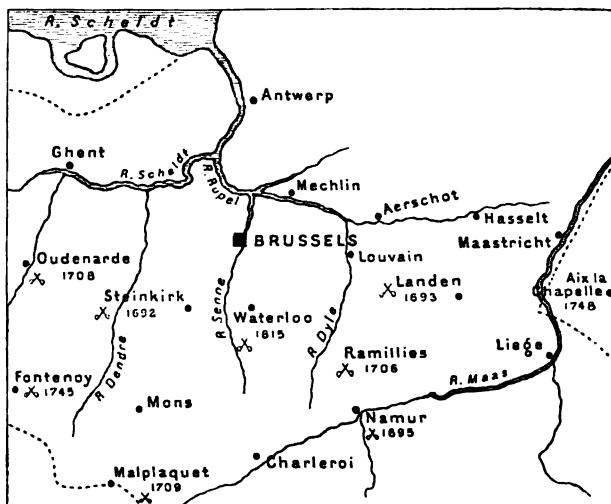 R. Scheldt
Antwerp
Ghent
R. Scheldt
R. Rupel
Mechlin
Aerschot
Hasselt
Maastricht
BRUSSELS
Louvain
Oudenarde
1708
Steinkirk
1692
R. Senne
Waterloo
1815
R. Dyle
Landen
1693
Aix la
Chapelle
1748
Liége
Ramillies
1706
R. Maas
Fontenoy
1745
R. Dendre
Mons
Namur
1695
Charleroi
Malplaquet
1709